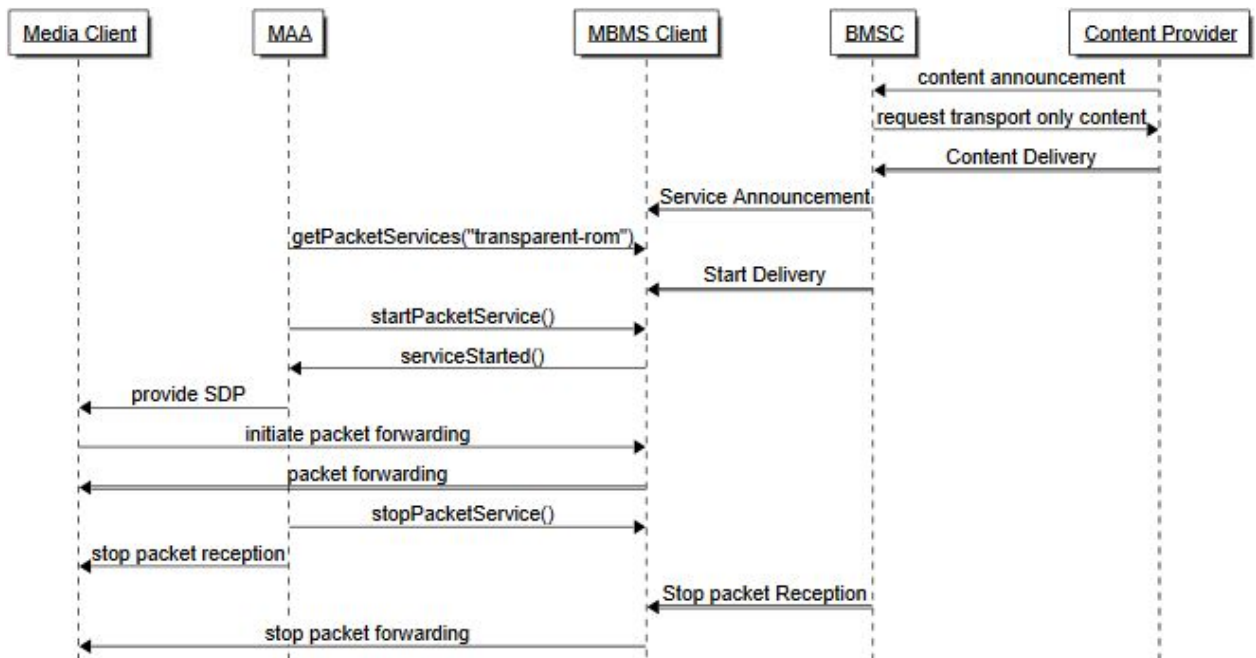 Media Client
MAA
MBMS Client
BMSC
Content Provider
content announcement
request transport only content
Content Delivery
Service Announcement
getPacketServices("transparent-rom")
Start Delivery
startPacketService()
serviceStarted()
provide SDP
initiate packet forwarding
packet forwarding
stopPacketService()
stop packet reception
Stop packet Reception
stop packet forwarding